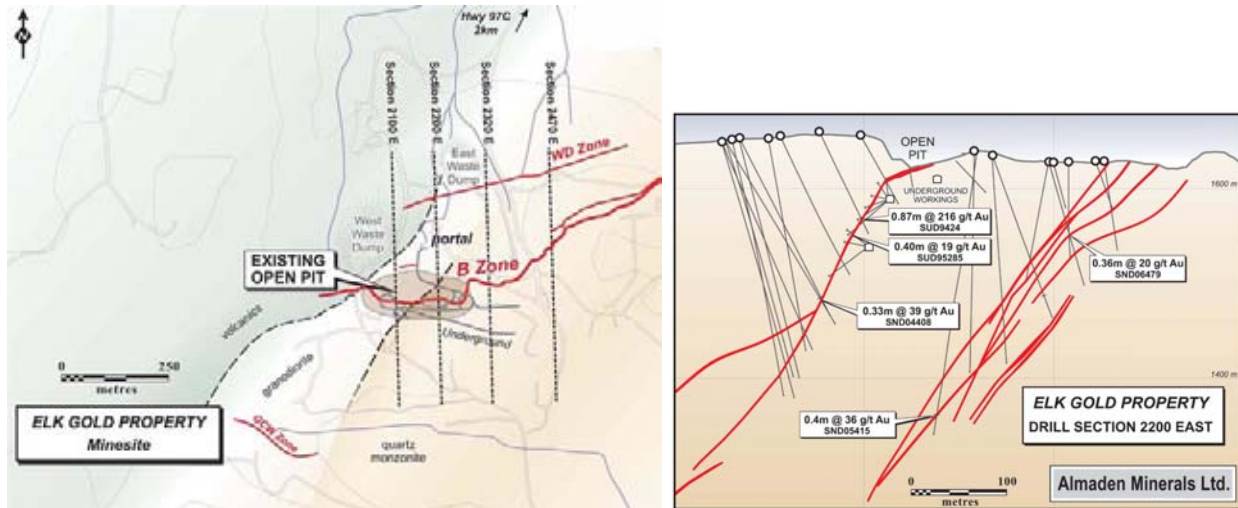 N
Hwy 97C
2km
Section 2100 E
Section 2200 E
Section 2320 E
Section 2470 E
WD Zone
East
Waste
Dump
West
Waste
Dump
portal
EXISTING
OPEN PIT
B Zone
volcanics
Underground
granodiorite
0 250
metres
ELK GOLD PROPERTY
Minesite
GCW Zone
quartz
monzonite
OPEN
PIT
UNDERGROUND
WORKINGS
1600 m
0.87m @ 216 g/t Au
SUD9424
0.40m @ 19 g/t Au
SUD95285
0.36m @ 20 g/t Au
SND06479
0.33m @ 39 g/t Au
SND04408
1400 m
0.4m @ 36 g/t Au
SND05415
ELK GOLD PROPERTY
DRILL SECTION 2200 EAST
0 100
metres
Almaden Minerals Ltd.